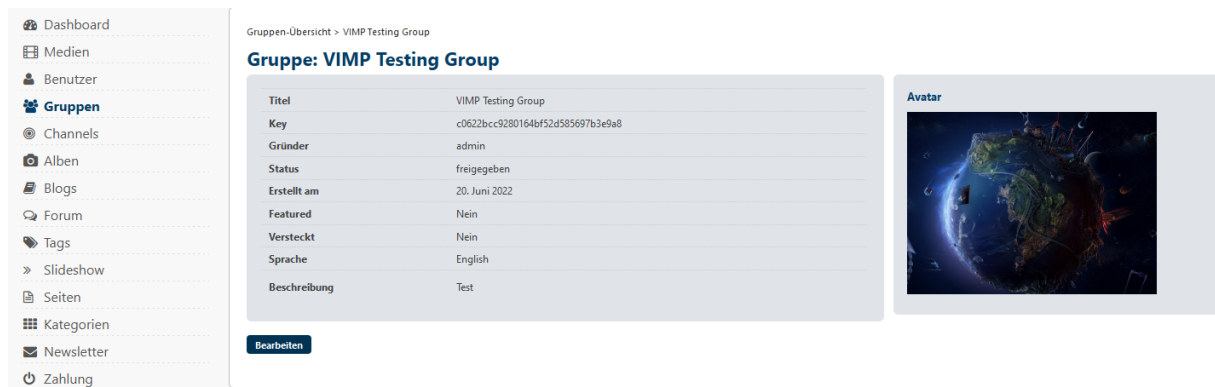 Dashboard
Medien
Benutzer
Gruppen
Channels
Alben
Blogs
Forum
Tags
Slideshow
Seiten
Kategorien
Newsletter
Zahlung
Gruppen-Übersicht > VIMP Testing Group
Gruppe: VIMP Testing Group
Titel VIMP Testing Group
Key c0622bcc9280164bf52d585697b3e9a8
Gründer admin
Status freigegeben
Erstellt am 20. Juni 2022
Featured Nein
Versteckt Nein
Sprache English
Beschreibung Test
Bearbeiten
Avatar